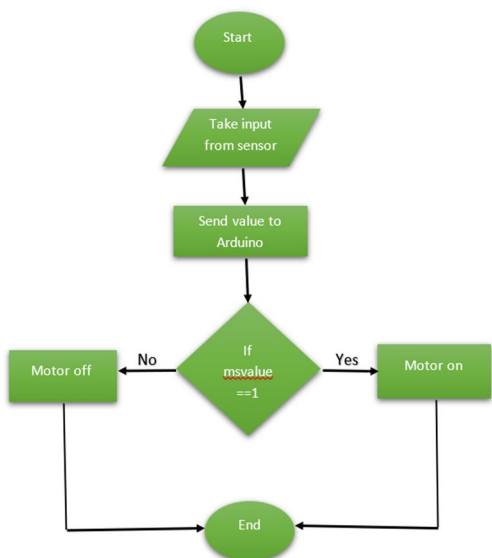 Start
Take input
from sensor
Send value to
Arduino
If
msvalue
==1
No
Yes
Motor off
Motor on
End